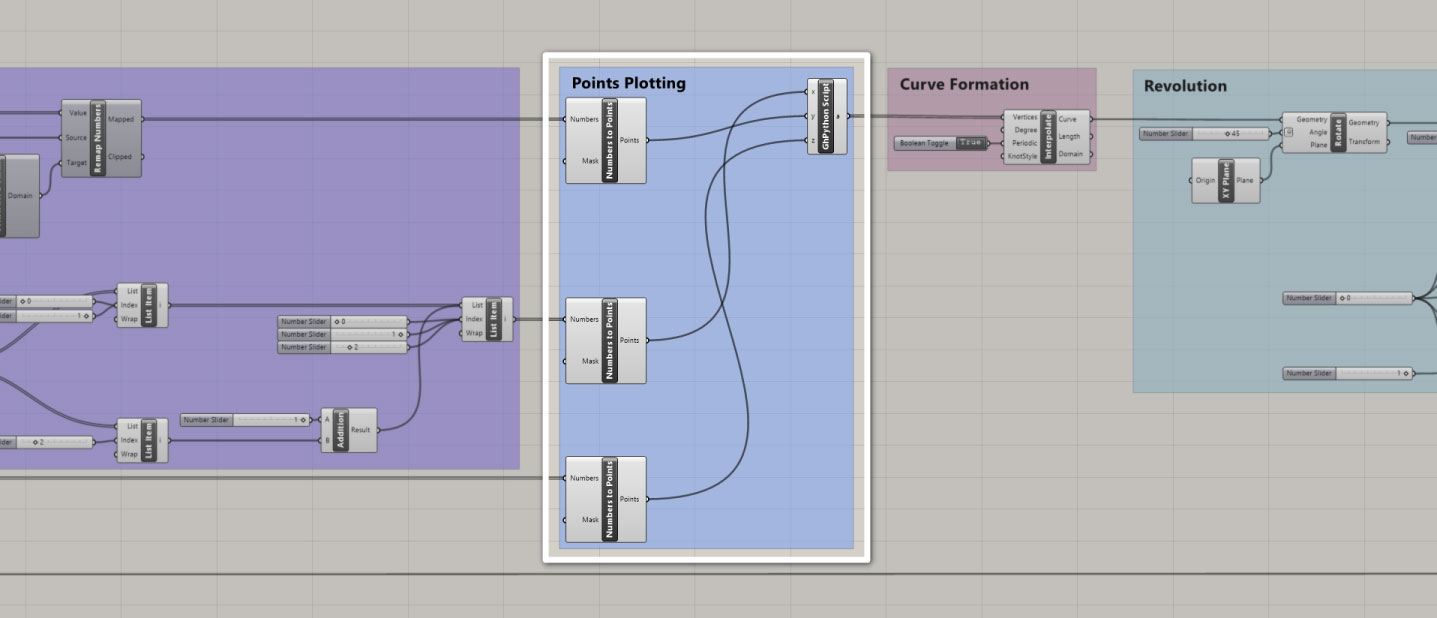 Value
Source
Target
Remap Numbers
Mapped
Clipped
Domain
0
1
List
Index
Wrap
List Item
i
Number Slider 0
Number Slider 1
Number Slider 2
List
Index
Wrap
List Item
i
Number Slider 1
A
B
Addition
Result
2
List
Index
Wrap
List Item
i
Points Plotting
Numbers
Mask
Numbers to Points
Points
Numbers
Mask
Numbers to Points
Points
Numbers
Mask
Numbers to Points
Points
x
y
z
GhPython Script
a
Curve Formation
Boolean Toggle True
Vertices
Degree
Periodic
KnotStyle
Interpolate
Curve
Length
Domain
Revolution
Number Slider 45
Origin
XY Plane
Plane
Geometry
Angle
Plane
Rotate
Geometry
Transform
Number Slider 0
Number Slider 1